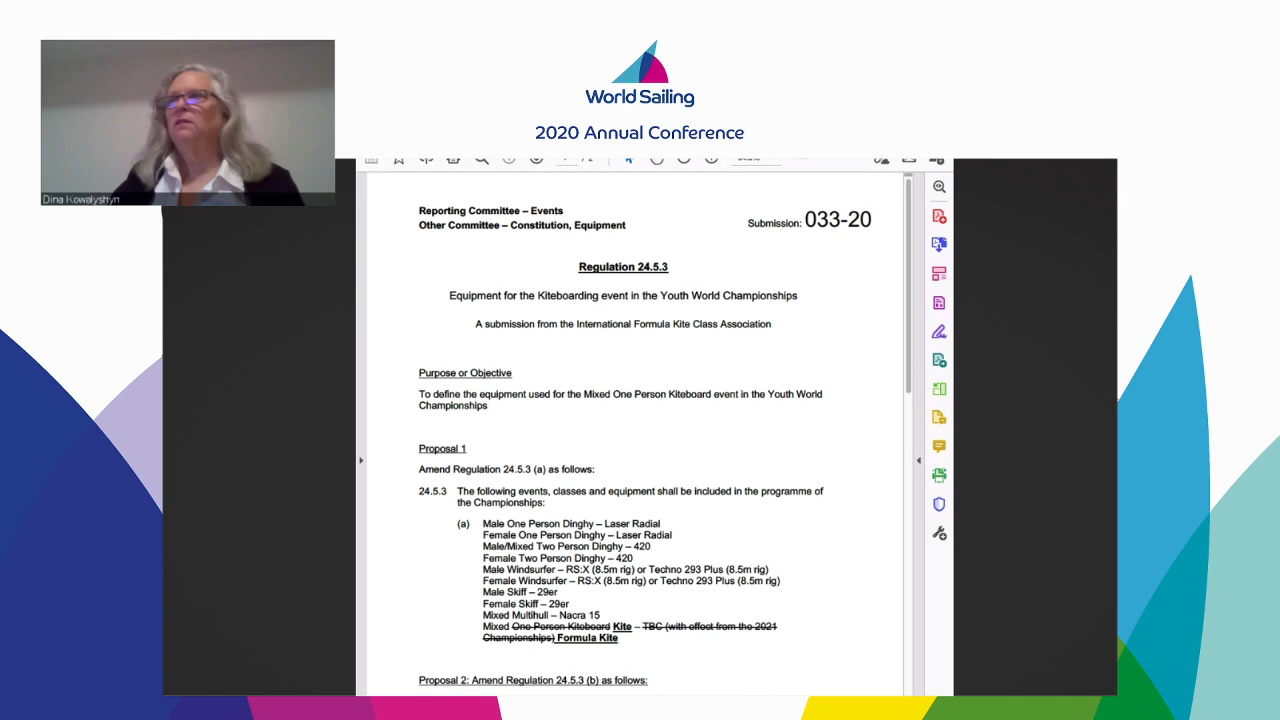 World Sailing
2020 Annual Conference
Dina Kowalyshyn
Reporting Committee – Events
Other Committee – Constitution, Equipment
Submission: 033-20
Regulation 24.5.3
Equipment for the Kiteboarding event in the Youth World Championships
A submission from the International Formula Kite Class Association
Purpose or Objective
To define the equipment used for the Mixed One Person Kiteboard event in the Youth World
Championships
Proposal 1
Amend Regulation 24.5.3 (a) as follows:
24.5.3 The following events, classes and equipment shall be included in the programme of
the Championships:
(a) Male One Person Dinghy – Laser Radial
Female One Person Dinghy – Laser Radial
Male/Mixed Two Person Dinghy – 420
Female Two Person Dinghy – 420
Male Windsurfer – RS:X (8.5m rig) or Techno 293 Plus (8.5m rig)
Female Windsurfer – RS:X (8.5m rig) or Techno 293 Plus (8.5m rig)
Male Skiff – 29er
Female Skiff – 29er
Mixed Multihull – Nacra 15
Mixed One Person Kiteboard Kite – TBC (with effect from the 2021
Championships) Formula Kite
Proposal 2: Amend Regulation 24.5.3 (b) as follows: